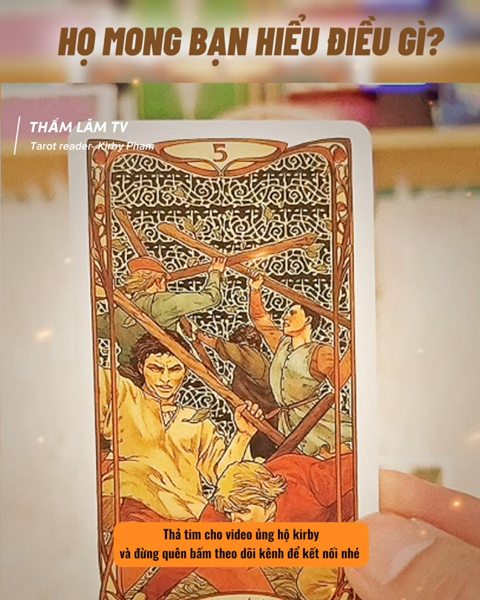 HỌ MONG BẠN HIỂU ĐIỀU GÌ?
THẤM LẮM TV
Tarot reader- Kirby Pham
5
Thả tim cho video ủng hộ kirby
và đừng quên bấm theo dõi kênh để kết nối nhé